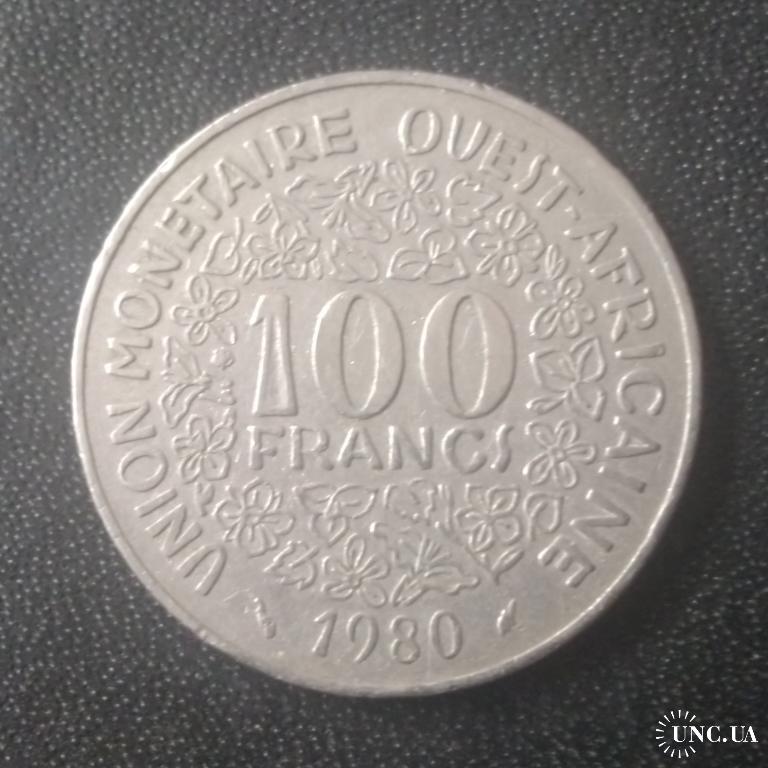 UNION MONETAIRE OUEST-AFRICAINE
100
FRANCS
1980
UNC.UA